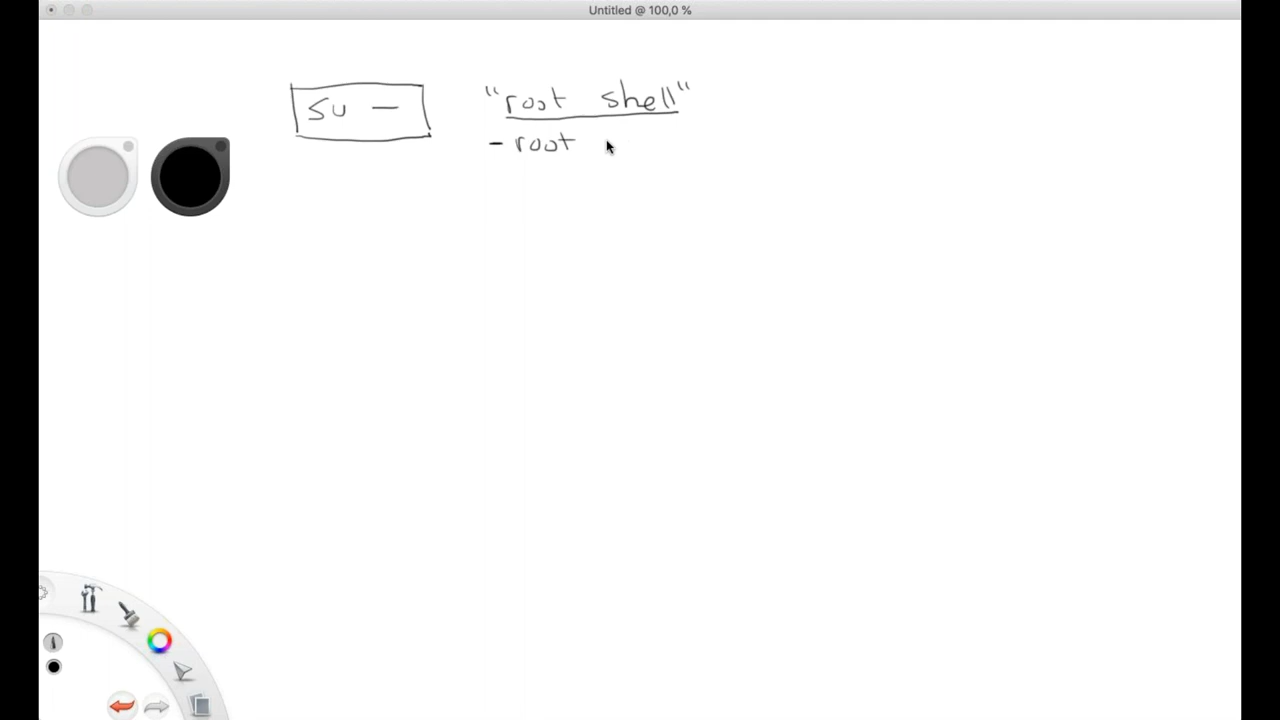 Untitled @ 100,0 %
su - "root shell"
- root